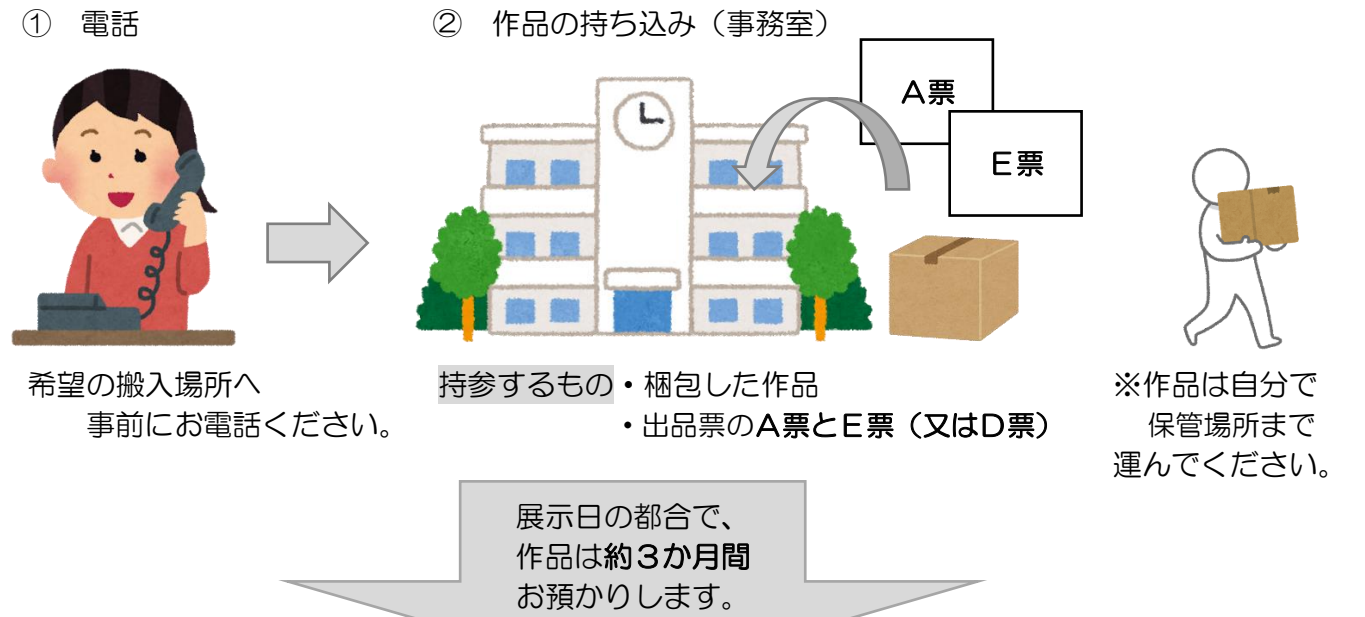 ① 電話
② 作品の持ち込み（事務室）
A票
E票
希望の搬入場所へ
事前にお電話ください。
持参するもの・梱包した作品
・出品票のA票とE票（又はD票）
※作品は自分で
保管場所まで
運んでください。
展示日の都合で、
作品は約３か月間
お預かりします。